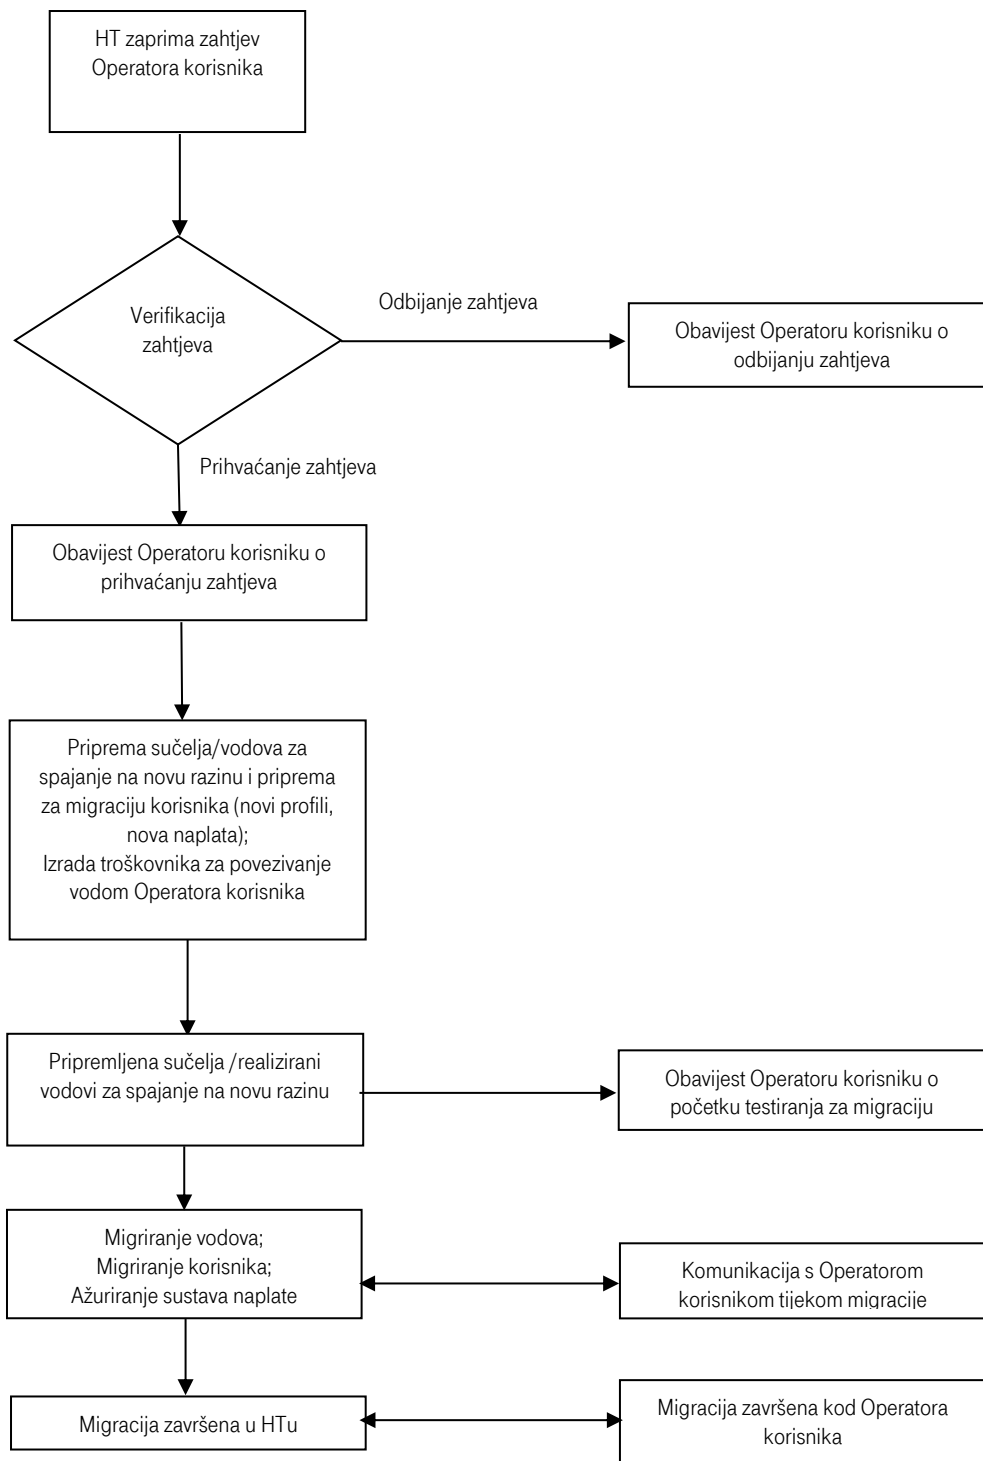 HT zaprima zahtjev
Operatora korisnika
Verifikacija
zahtjeva
Odbijanje zahtjeva
Obavijest Operatoru korisniku o
odbijanju zahtjeva
Prihvaćanje zahtjeva
Obavijest Operatoru korisniku o
prihvaćanju zahtjeva
Priprema sučelja/vodova za
spajanje na novu razinu i priprema
za migraciju korisnika (novi profili,
nova naplata);
Izrada troškovnika za povezivanje
vodom Operatora korisnika
Pripremljena sučelja /realizirani
vodovi za spajanje na novu razinu
Obavijest Operatoru korisniku o
početku testiranja za migraciju
Migriranje vodova;
Migriranje korisnika;
Ažuriranje sustava naplate
Komunikacija s Operatorom
korisnikom tijekom migracije
Migracija završena u HTu
Migracija završena kod Operatora
korisnika